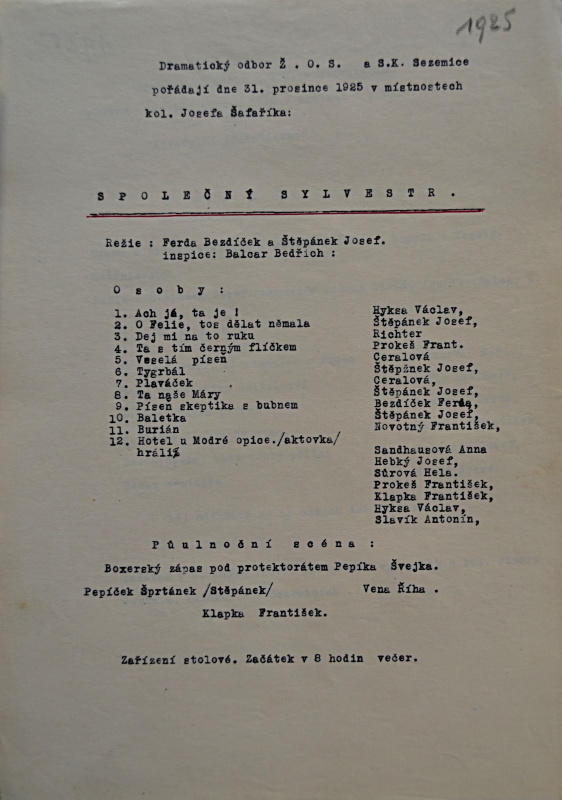 1925
Dramatický odbor Ž . O. S. a S.K. Sezemice
pořádají dne 31. prosince 1925 v místnostech
kol. Josefa Šafaříka:
S P O L E Č N Ý S Y L V E S T R .
Režie : Ferda Bezdíček a Štěpánek Josef.
inspice: Balcar Bedřich :
O s o b y :
1. Ach já, ta je ! Hyksa Václav,
2. O Felie, tos dělat němala Štěpánek Josef,
3. Dej mi na to ruku Richter
4. Ta s tím černým flíčkem Prokeš Frant.
5. Veselá píseň Ceralová
6. Tygrbál Štěpánek Josef,
7. Plaváček Ceralová,
8. Ta naše Máry Štěpánek Josef,
9. Píseň skeptika s bubnem Bezdíček Ferda,
10. Baletka Štěpánek Josef,
11. Burián Novotný František,
12. Hotel u Modré opice./aktovka/
hráli: Sandhausová Anna
Hebký Josef,
Sůrová Hela.
Prokeš František,
Klapka František,
Hyksa Václav,
Slavík Antonín,
P ů u l n o č n í s c é n a :
Boxerský zápas pod protektorátem Pepíka Švejka.
Pepíček Šprtánek /Stěpánek/ Vena Říha .
Klapka František.
Zařízení stolové. Začátek v 8 hodin večer.